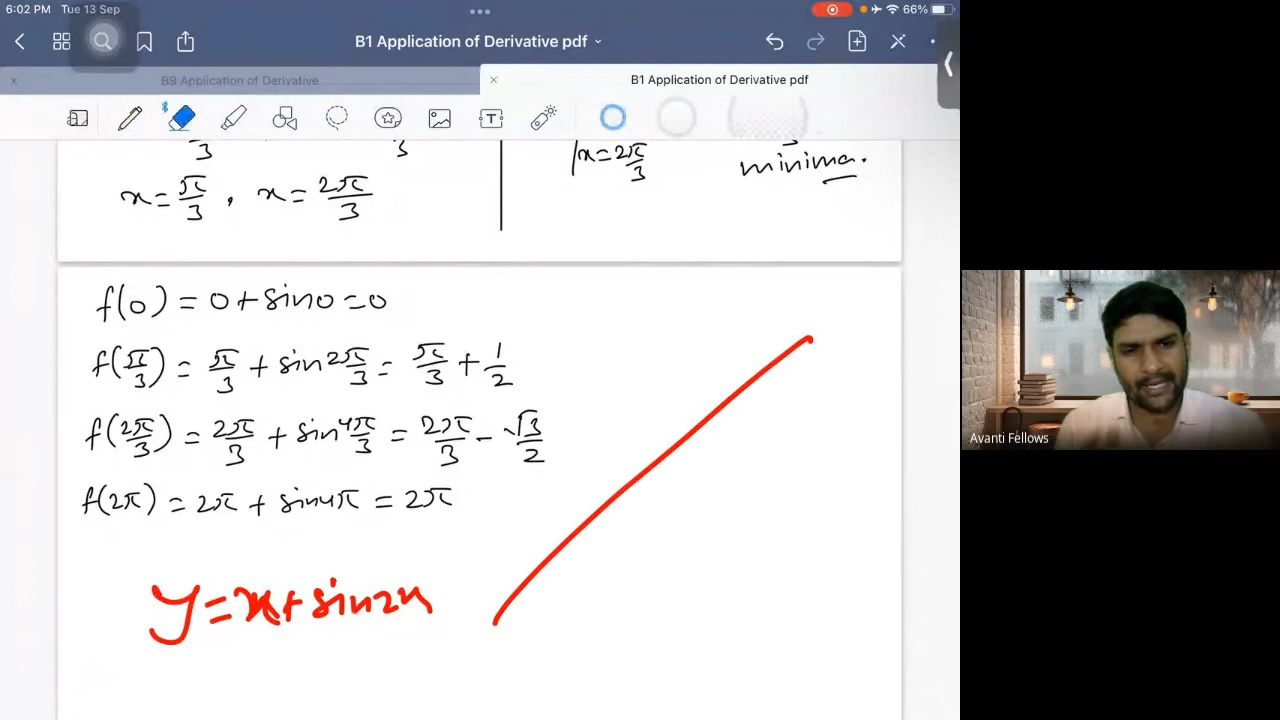 6:02 PM Tue 13 Sep
66%
B1 Application of Derivative pdf
B9 Application of Derivative
B1 Application of Derivative pdf
3 3
x = π/3 , x = 2π/3
|x = 2π/3
minima.
f(0) = 0 + sin0 = 0
f(π/3) = π/3 + sin 2π/3 = π/3 + 1/2
f(2π/3) = 2π/3 + sin 4π/3 = 2π/3 - √3/2
f(2π) = 2π + sin4π = 2π
y = x + sin2x
Avanti Fellows